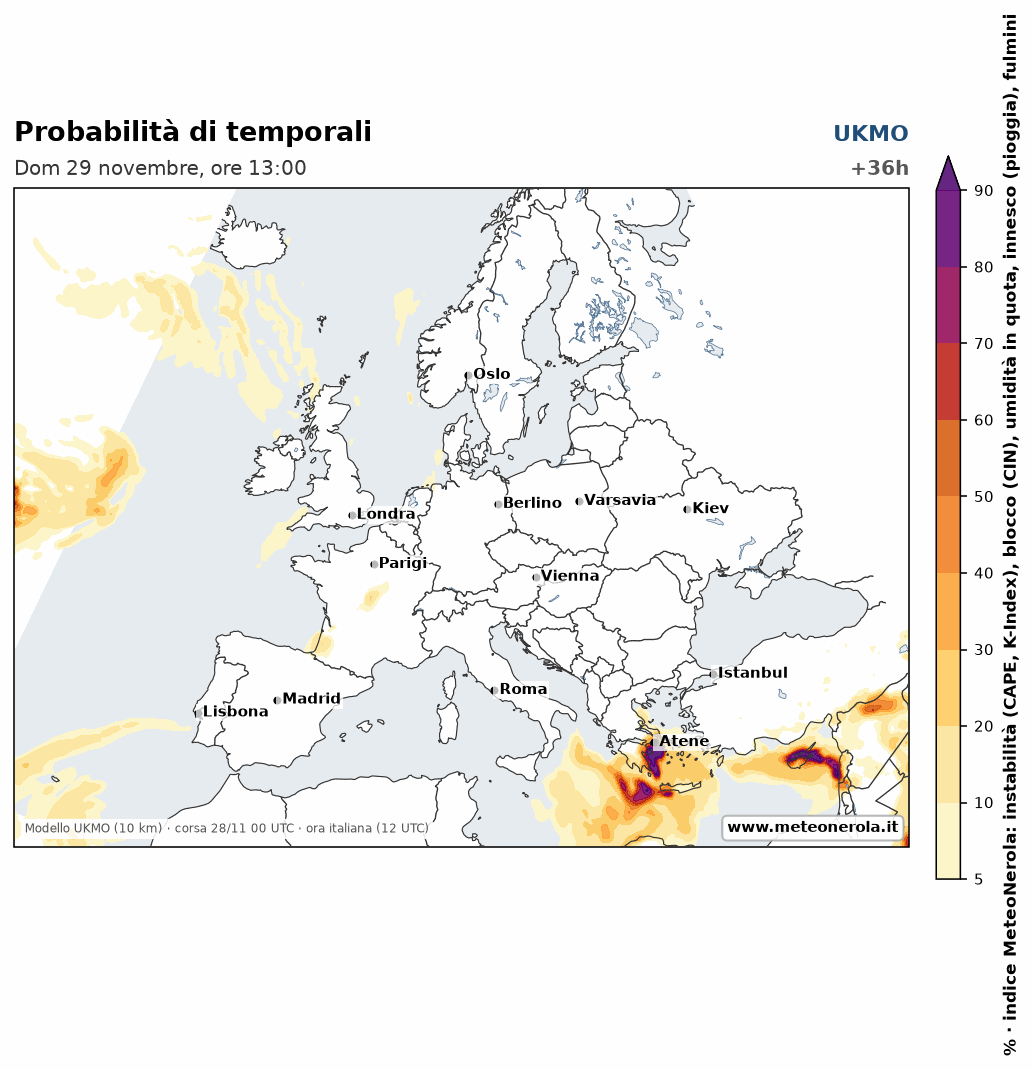 Probabilità di temporali
UKMO
Dom 29 novembre, ore 13:00
+36h
Oslo
Londra
Berlino
Varsavia
Kiev
Parigi
Vienna
Istanbul
Roma
Madrid
Lisbona
Atene
Modello UKMO (10 km) · corsa 28/11 00 UTC · ora italiana (12 UTC)
www.meteonerola.it
90
80
70
60
50
40
30
20
10
5
% · indice MeteoNerola: instabilità (CAPE, K-Index), blocco (CIN), umidità in quota, innesco (pioggia), fulmini